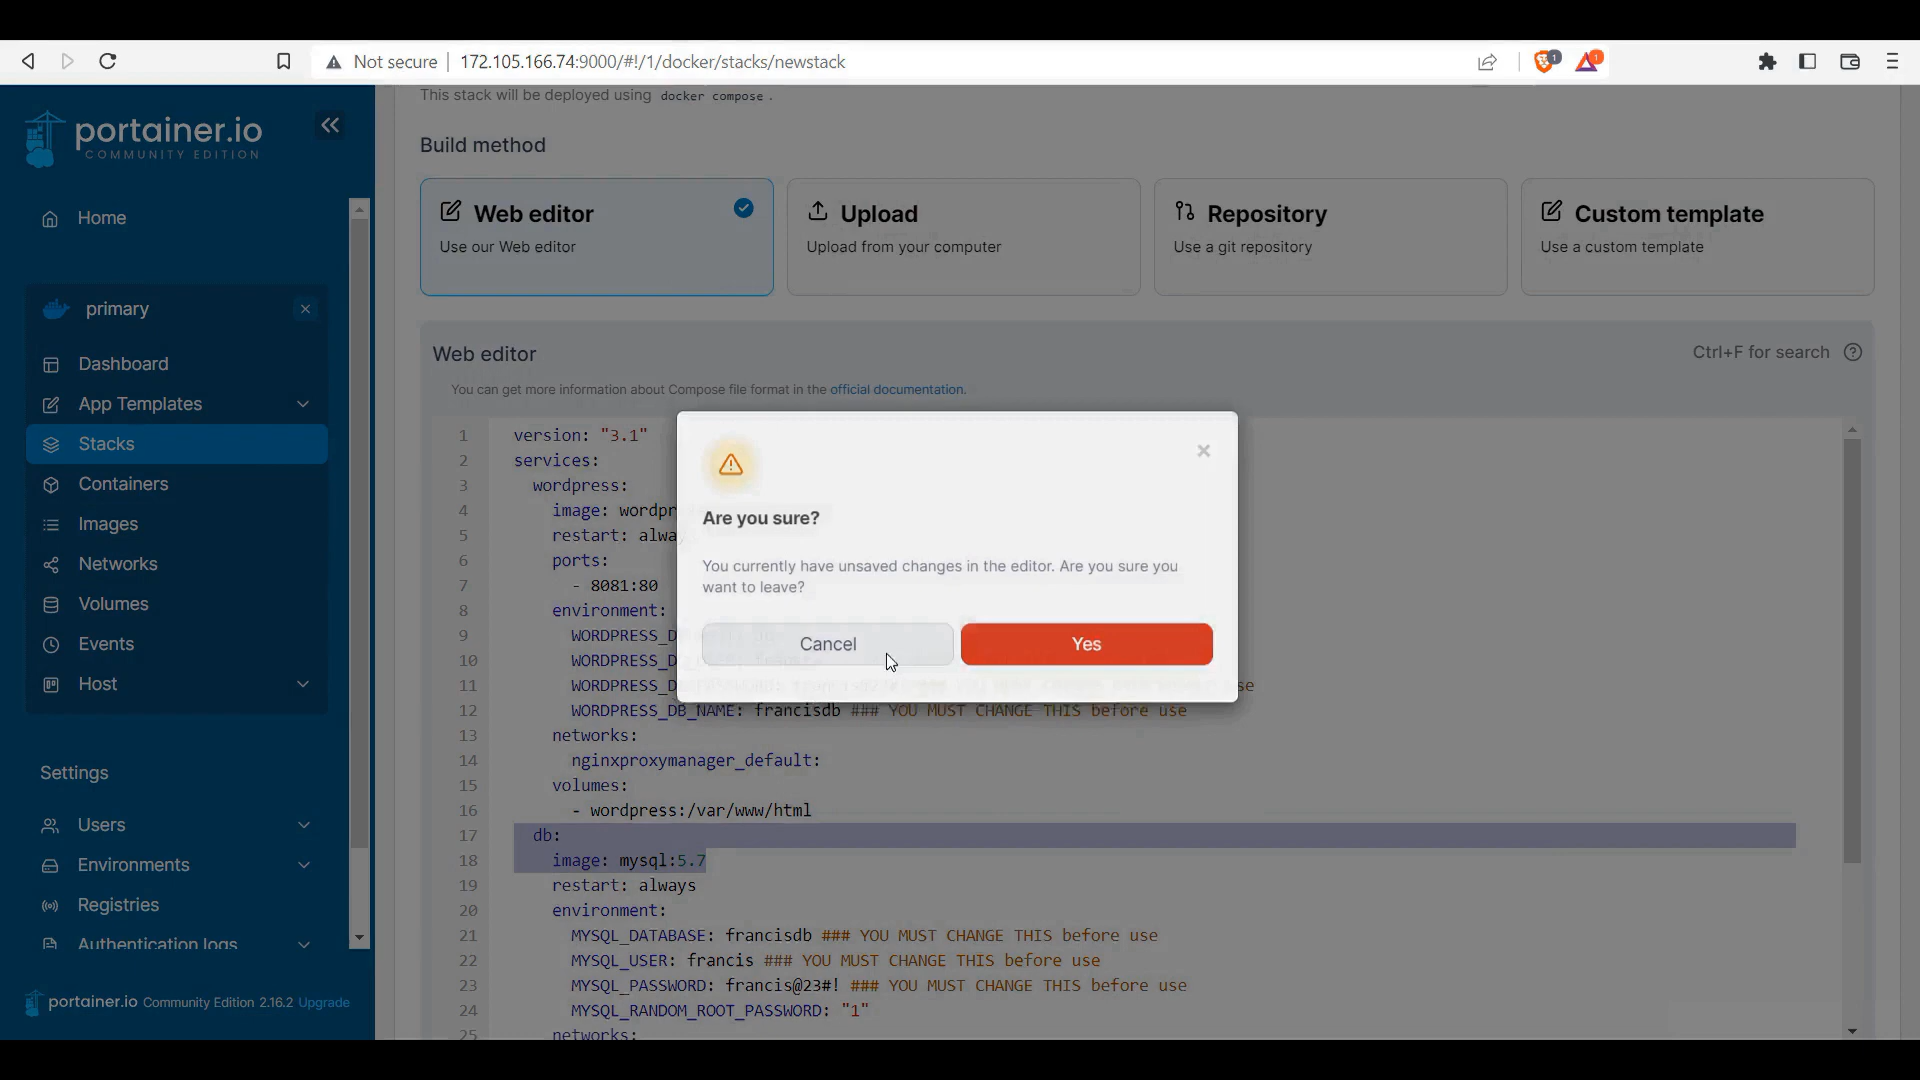 Not secure
172.105.166.74:9000/#!/1/docker/stacks/newstack
1
1
portainer.io
COMMUNITY EDITION
Home
primary
Dashboard
App Templates
Stacks
Containers
Images
Networks
Volumes
Events
Host
Settings
Users
Environments
Registries
Authentication logs
portainer.io Community Edition 2.16.2 Upgrade
This stack will be deployed using docker compose .
Build method
Web editor
Use our Web editor
Upload
Upload from your computer
Repository
Use a git repository
Custom template
Use a custom template
Web editor
Ctrl+F for search
You can get more information about Compose file format in the official documentation.
1 version: "3.1"
2 services:
3 wordpress:
4 image: wordpr
5 restart: alwa
6 ports:
7 - 8081:80
8 environment:
9 WORDPRESS_D
10 WORDPRESS_D
11 WORDPRESS_D se
12 WORDPRESS_DB_NAME: francisdb ### YOU MUST CHANGE THIS before use
13 networks:
14 nginxproxymanager_default:
15 volumes:
16 - wordpress:/var/www/html
17 db:
18 image: mysql:5.7
19 restart: always
20 environment:
21 MYSQL_DATABASE: francisdb ### YOU MUST CHANGE THIS before use
22 MYSQL_USER: francis ### YOU MUST CHANGE THIS before use
23 MYSQL_PASSWORD: francis@23#! ### YOU MUST CHANGE THIS before use
24 MYSQL_RANDOM_ROOT_PASSWORD: "1"
25 networks:
Are you sure?
You currently have unsaved changes in the editor. Are you sure you
want to leave?
Cancel
Yes